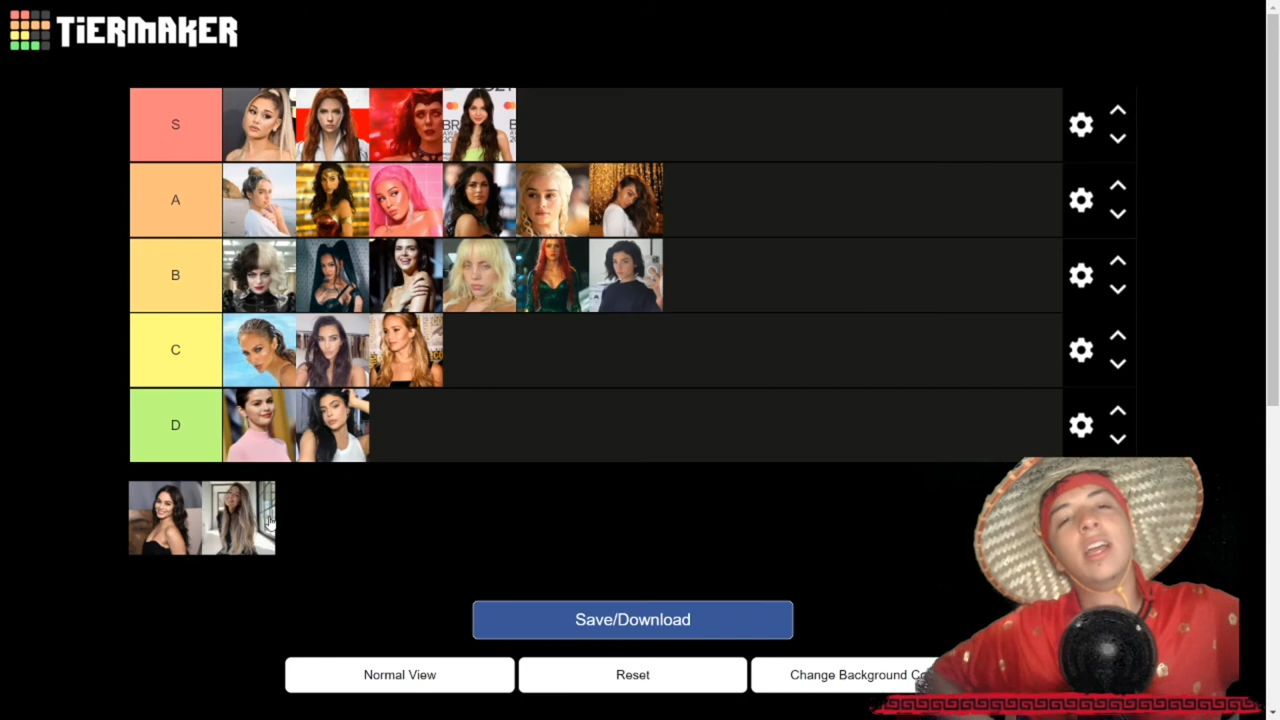 TiERMAKER
S
A
B
C
D
Save/Download
Normal View
Reset
Change Background Co